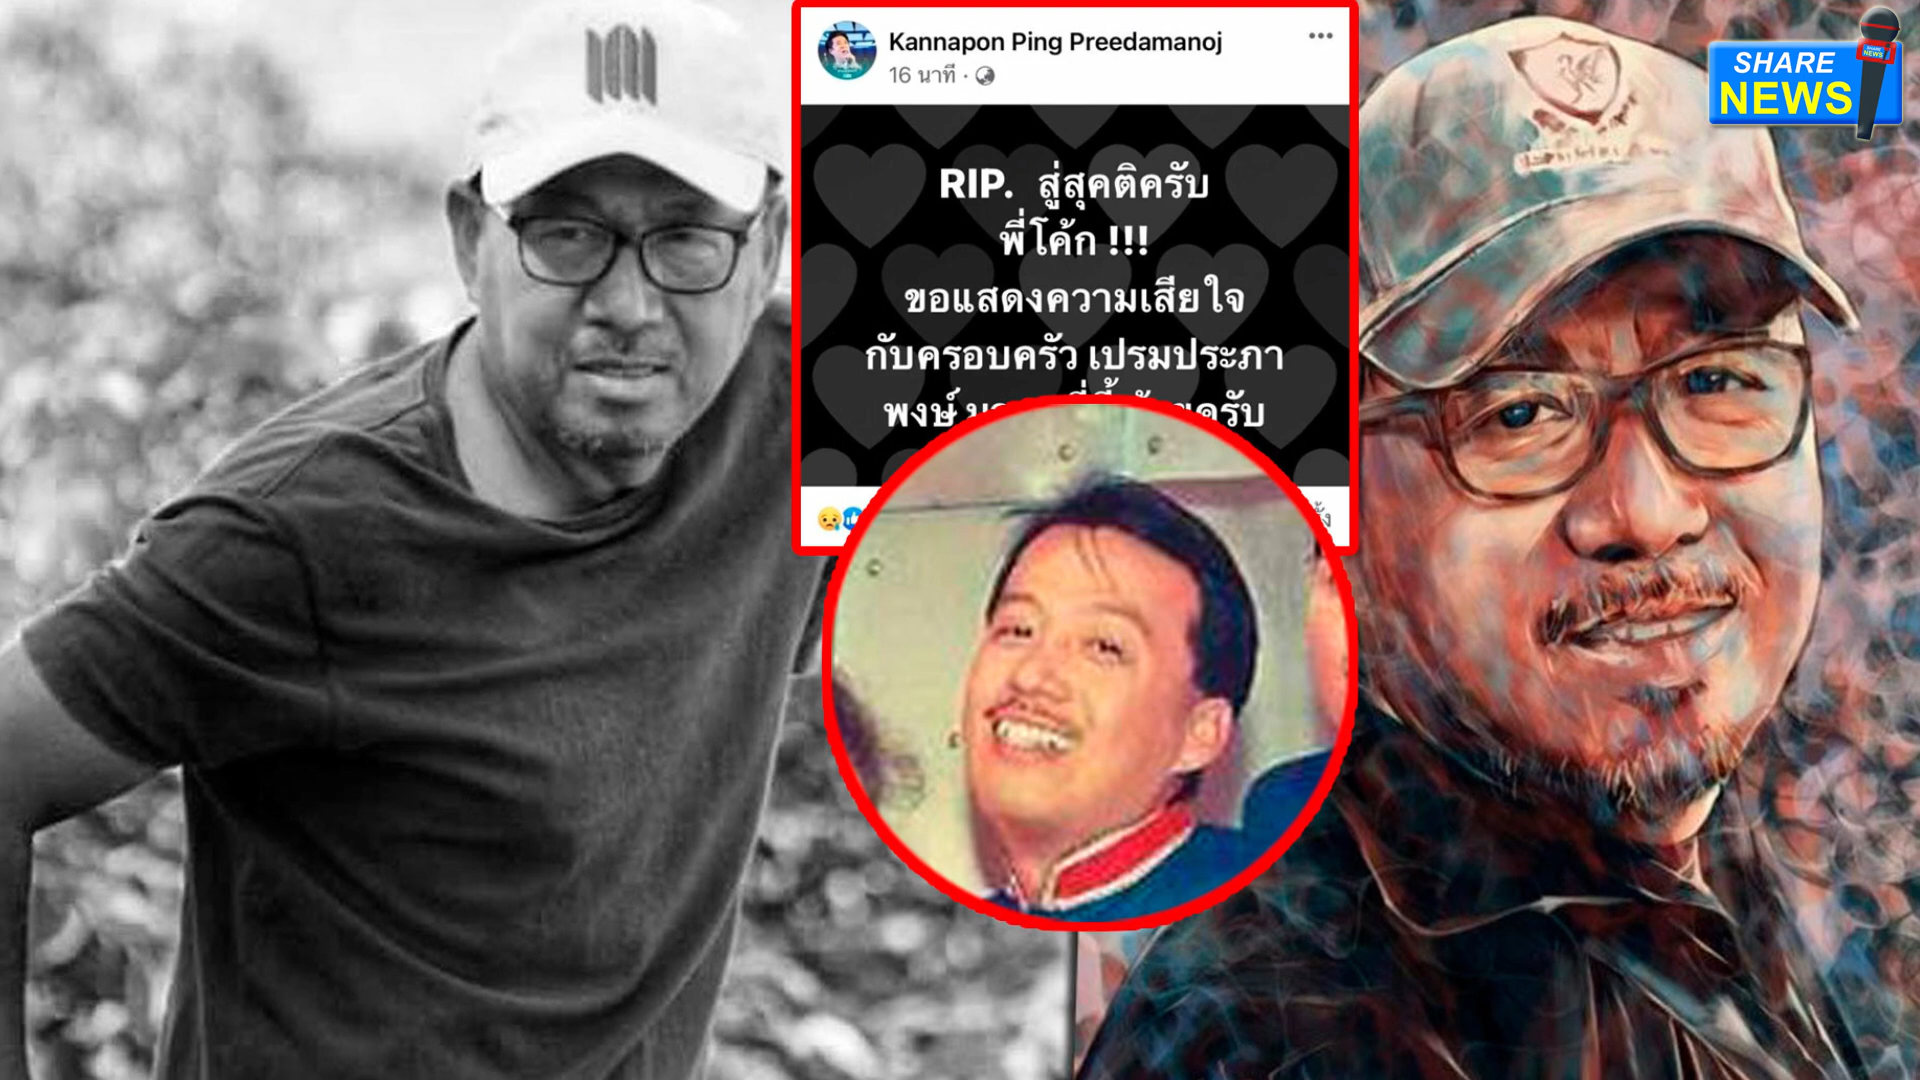 Kannapon Ping Preedamanoj
16 นาที
RIP. สู่สุคติครับ
พี่โค้ก !!!
ขอแสดงความเสียใจ
กับครอบครัว เปรมประภา
พงษ์
SHARE
NEWS